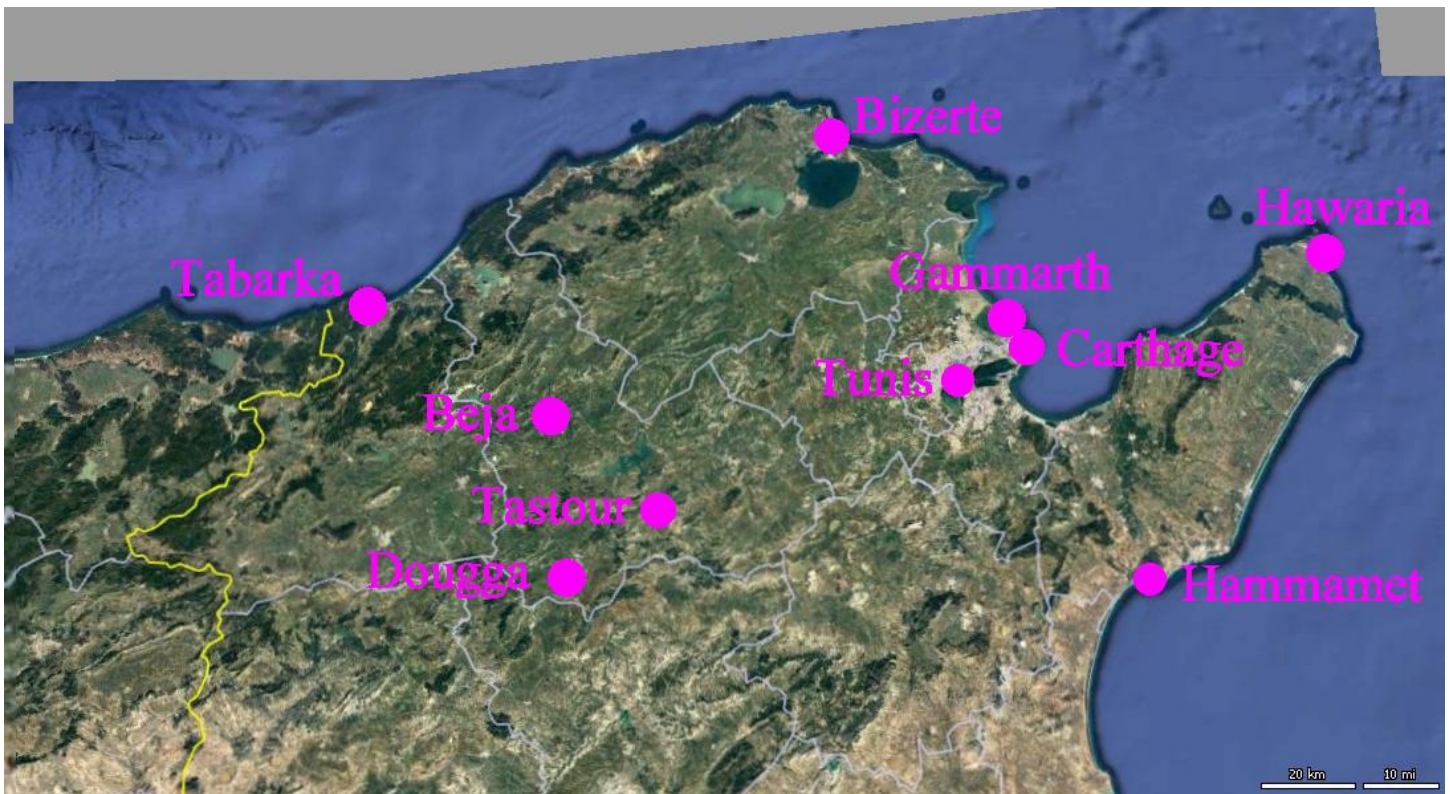 Bizerte
Hawaria
Gammarth
Tabarka
Carthage
Tunis
Beja
Tastour
Dougga
Hammamet
20 km
10 mi